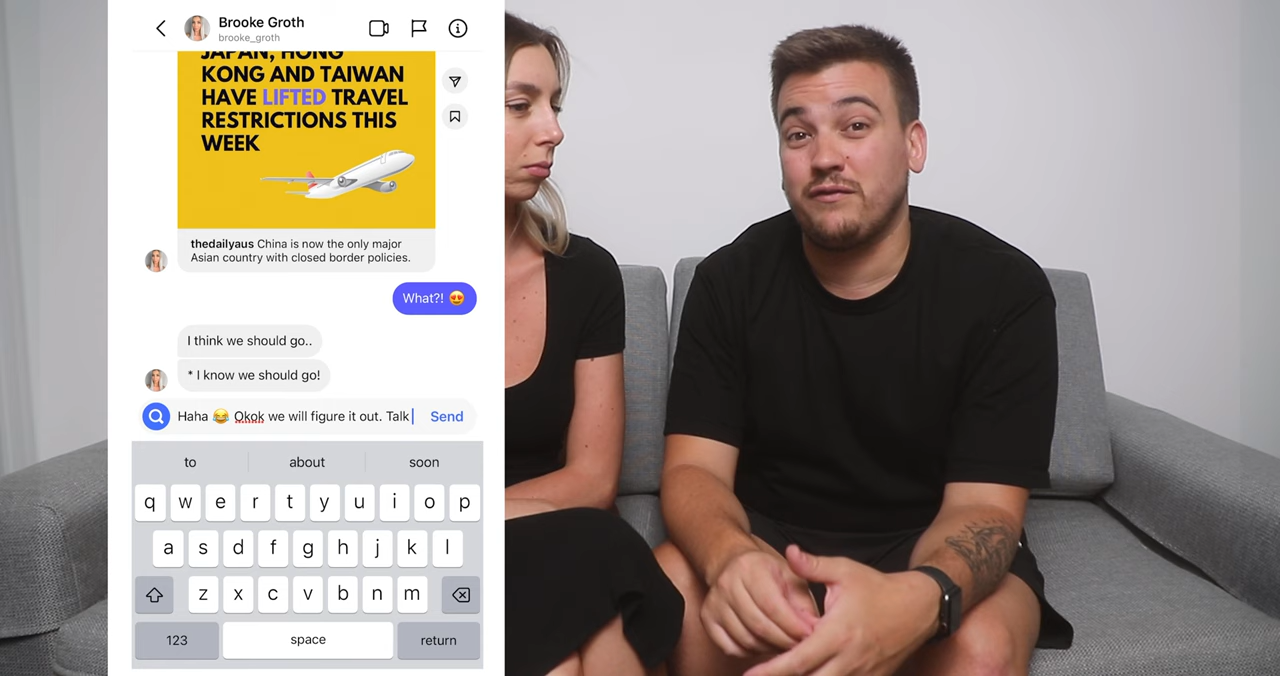 Brooke Groth
brooke_groth
JAPAN, HONG
KONG AND TAIWAN
HAVE LIFTED TRAVEL
RESTRICTIONS THIS
WEEK
thedailyaus China is now the only major
Asian country with closed border policies.
What?! 😍
I think we should go..
* I know we should go!
Haha 😂 Okok we will figure it out. Talk
Send
to about soon
q w e r t y u i o p
a s d f g h j k l
z x c v b n m
123 space return